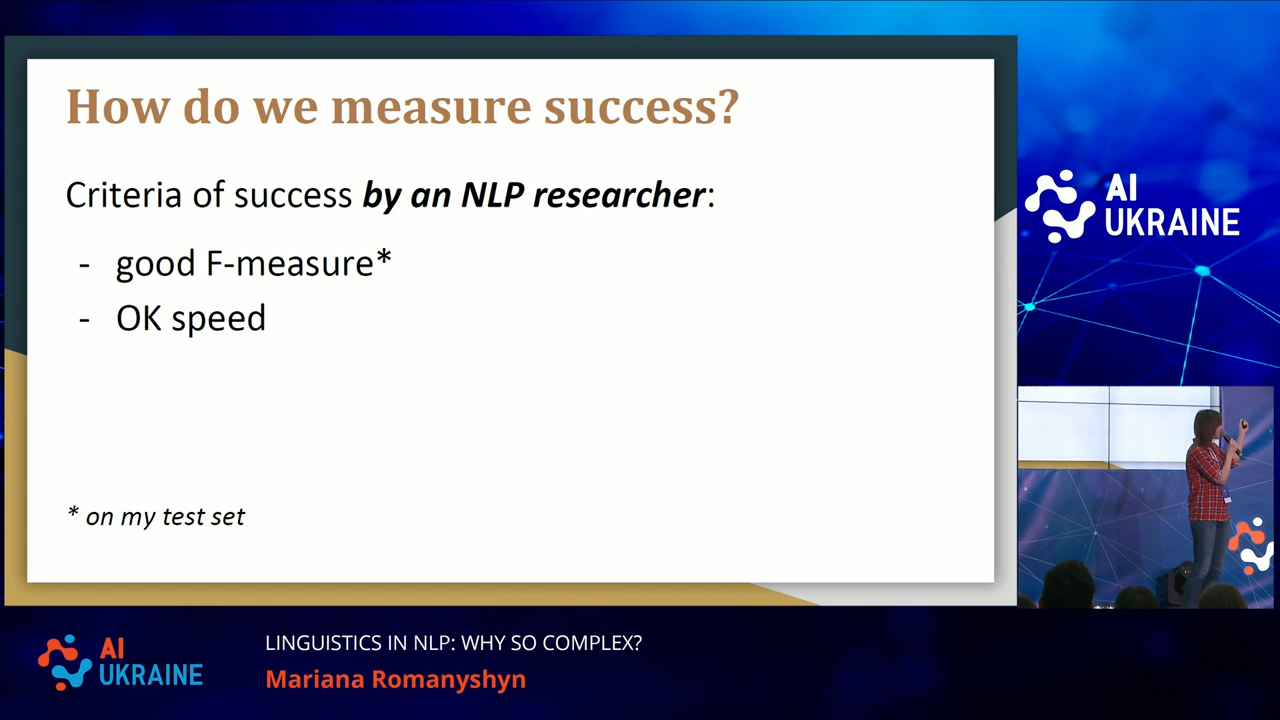 How do we measure success?
Criteria of success by an NLP researcher:
- good F-measure*
- OK speed
* on my test set
AI
UKRAINE
AI
UKRAINE
LINGUISTICS IN NLP: WHY SO COMPLEX?
Mariana Romanyshyn